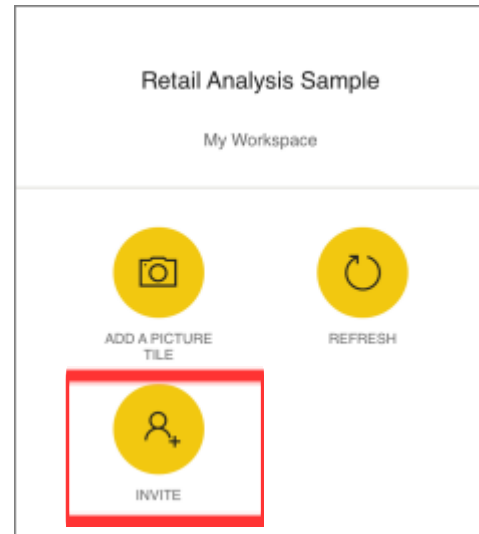 Retail Analysis Sample
My Workspace
ADD A PICTURE
TILE
REFRESH
INVITE